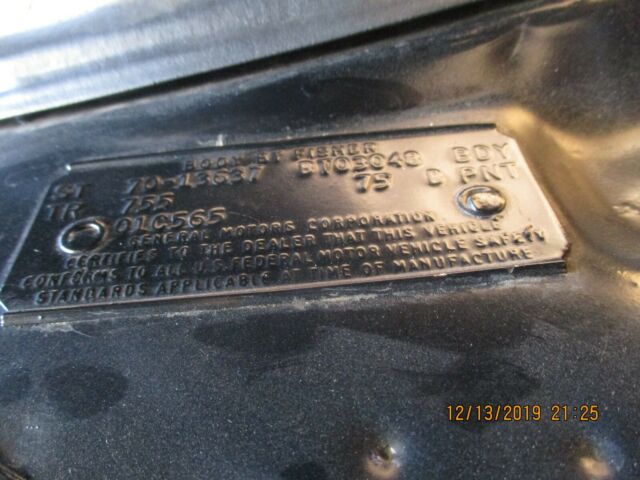 BODY BY FISHER
ST 70-13637 BDY
TR 755 75 D PNT
01C565
GENERAL MOTORS CORPORATION
CERTIFIES TO THE DEALER THAT THIS VEHICLE
CONFORMS TO ALL U.S. FEDERAL MOTOR VEHICLE SAFETY
STANDARDS APPLICABLE AT TIME OF MANUFACTURE
12/13/2019 21:25